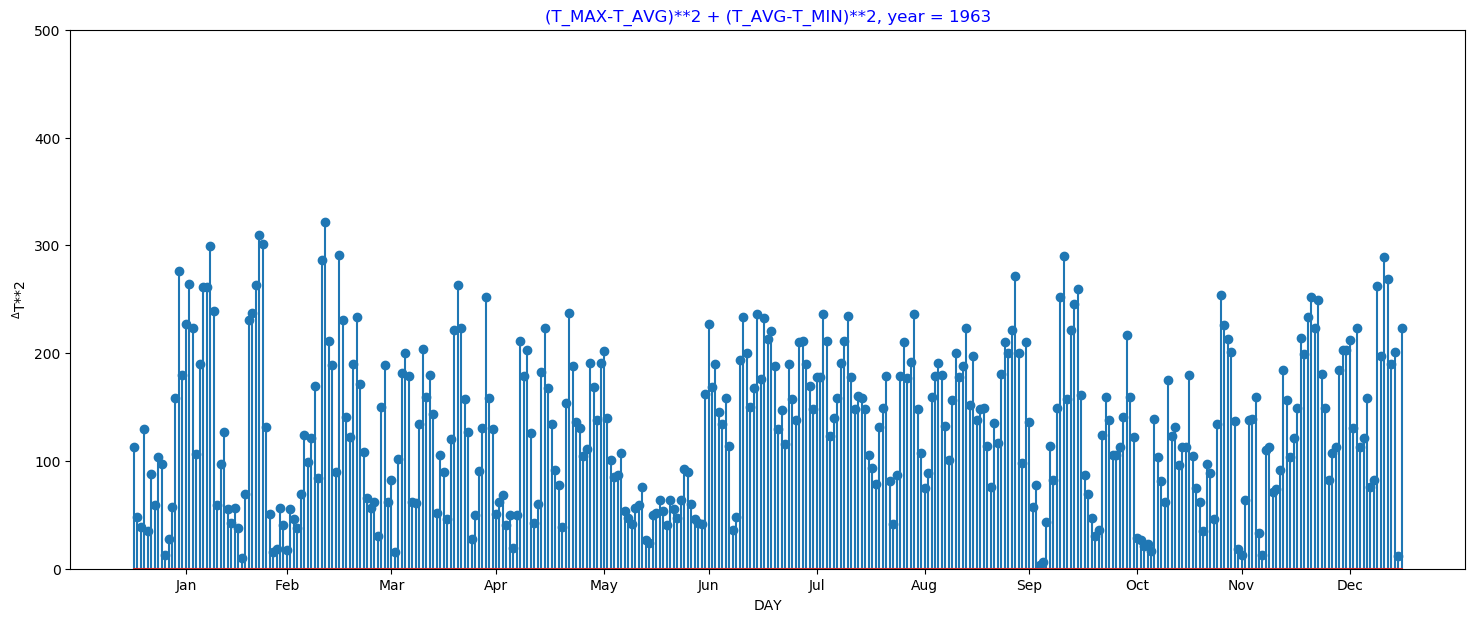 (T_MAX-T_AVG)**2 + (T_AVG-T_MIN)**2, year = 1963
500
400
300
200
100
0
ΔT**2
Jan Feb Mar Apr May Jun Jul Aug Sep Oct Nov Dec
DAY